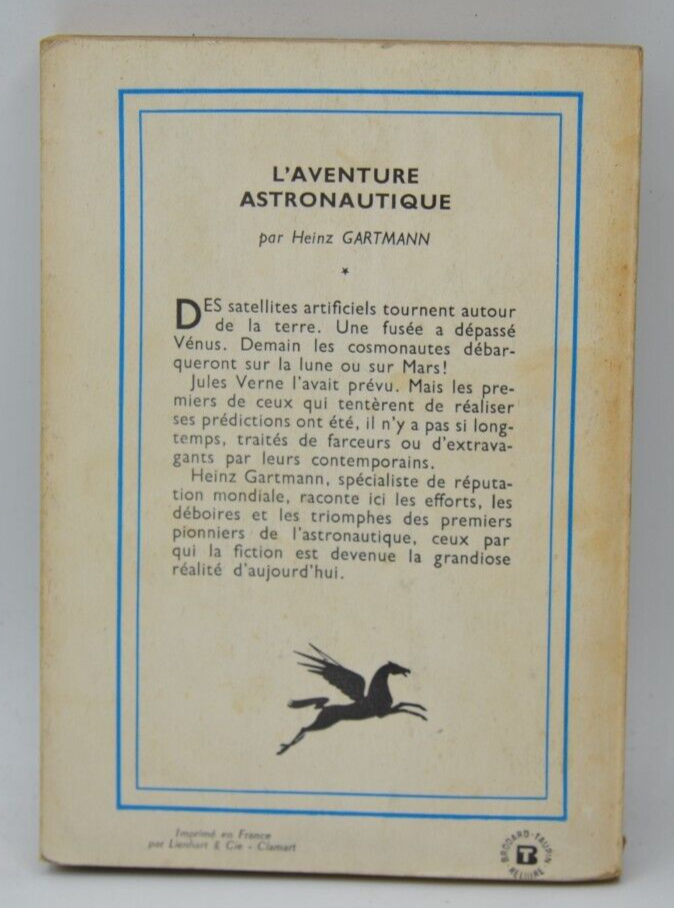 L'AVENTURE
ASTRONAUTIQUE
par Heinz GARTMANN
DES satellites artificiels tournent autour
de la terre. Une fusée a dépassé
Vénus. Demain les cosmonautes débar-
queront sur la lune ou sur Mars!
Jules Verne l'avait prévu. Mais les pre-
miers de ceux qui tentèrent de réaliser
ses prédictions ont été, il n'y a pas si long-
temps, traités de farceurs ou d'extrava-
gants par leurs contemporains.
Heinz Gartmann, spécialiste de réputa-
tion mondiale, raconte ici les efforts, les
déboires et les triomphes des premiers
pionniers de l'astronautique, ceux par
qui la fiction est devenue la grandiose
réalité d'aujourd'hui.
Imprimé en France
par Lienhart & Cie - Clamart
BRODARD-TAUPIN
RELIURE